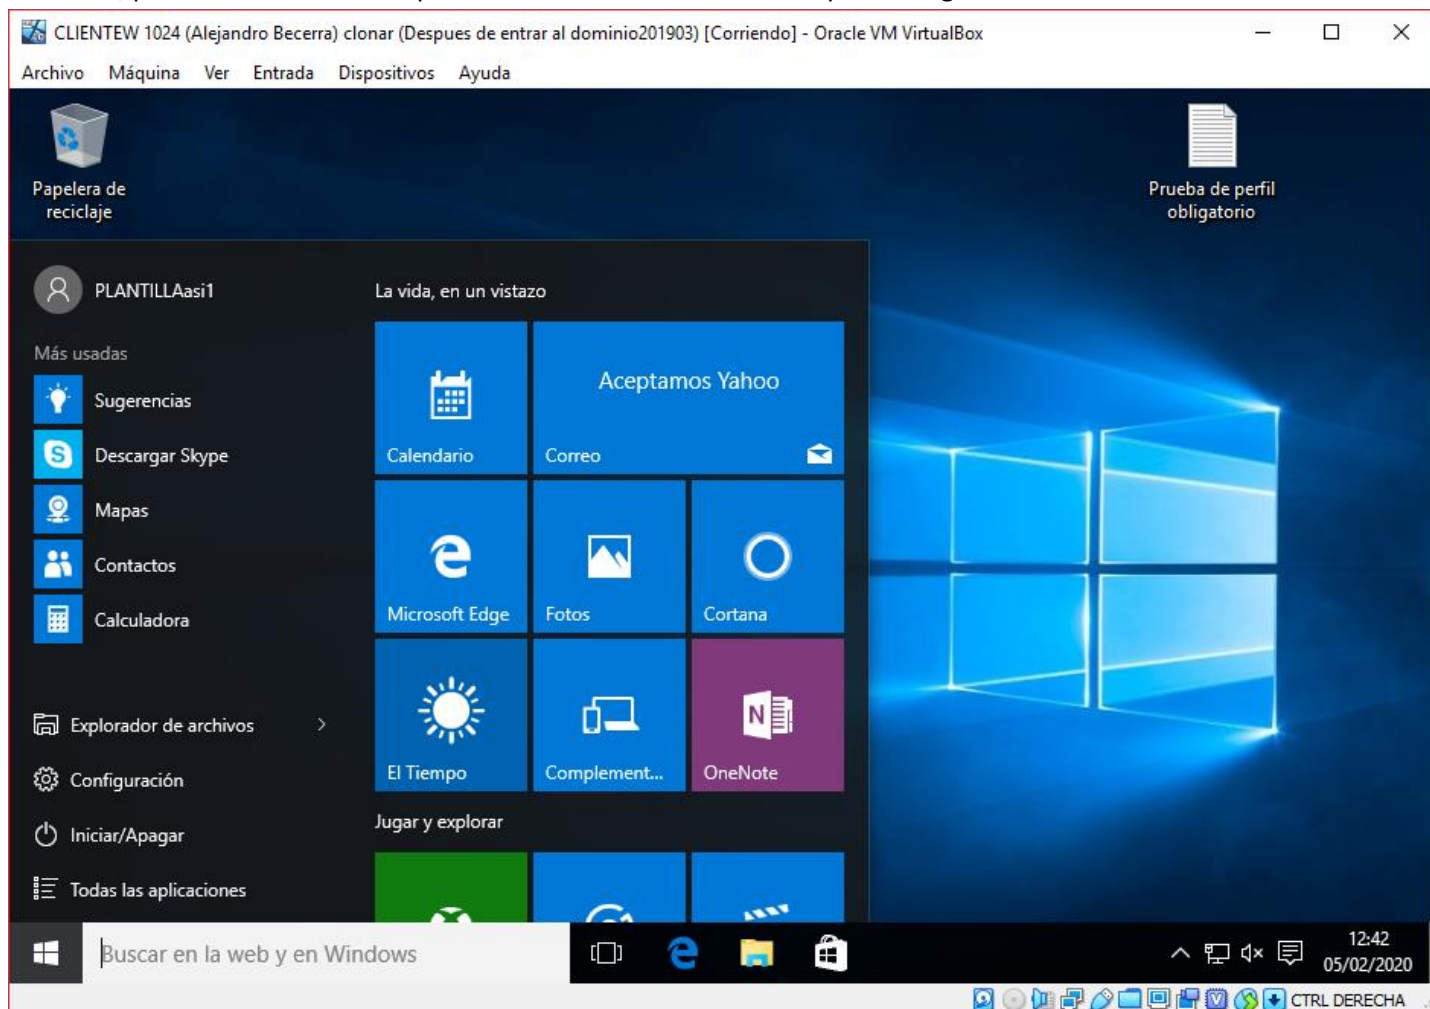 CLIENTEW 1024 (Alejandro Becerra) clonar (Despues de entrar al dominio201903) [Corriendo] - Oracle VM VirtualBox
Archivo Máquina Ver Entrada Dispositivos Ayuda
Papelera de
reciclaje
Prueba de perfil
obligatorio
PLANTILLAasi1
Más usadas
Sugerencias
Descargar Skype
Mapas
Contactos
Calculadora
Explorador de archivos
Configuración
Iniciar/Apagar
Todas las aplicaciones
La vida, en un vistazo
Calendario
Aceptamos Yahoo
Correo
Microsoft Edge
Fotos
Cortana
El Tiempo
Complement...
OneNote
Jugar y explorar
Buscar en la web y en Windows
12:42
05/02/2020
CTRL DERECHA